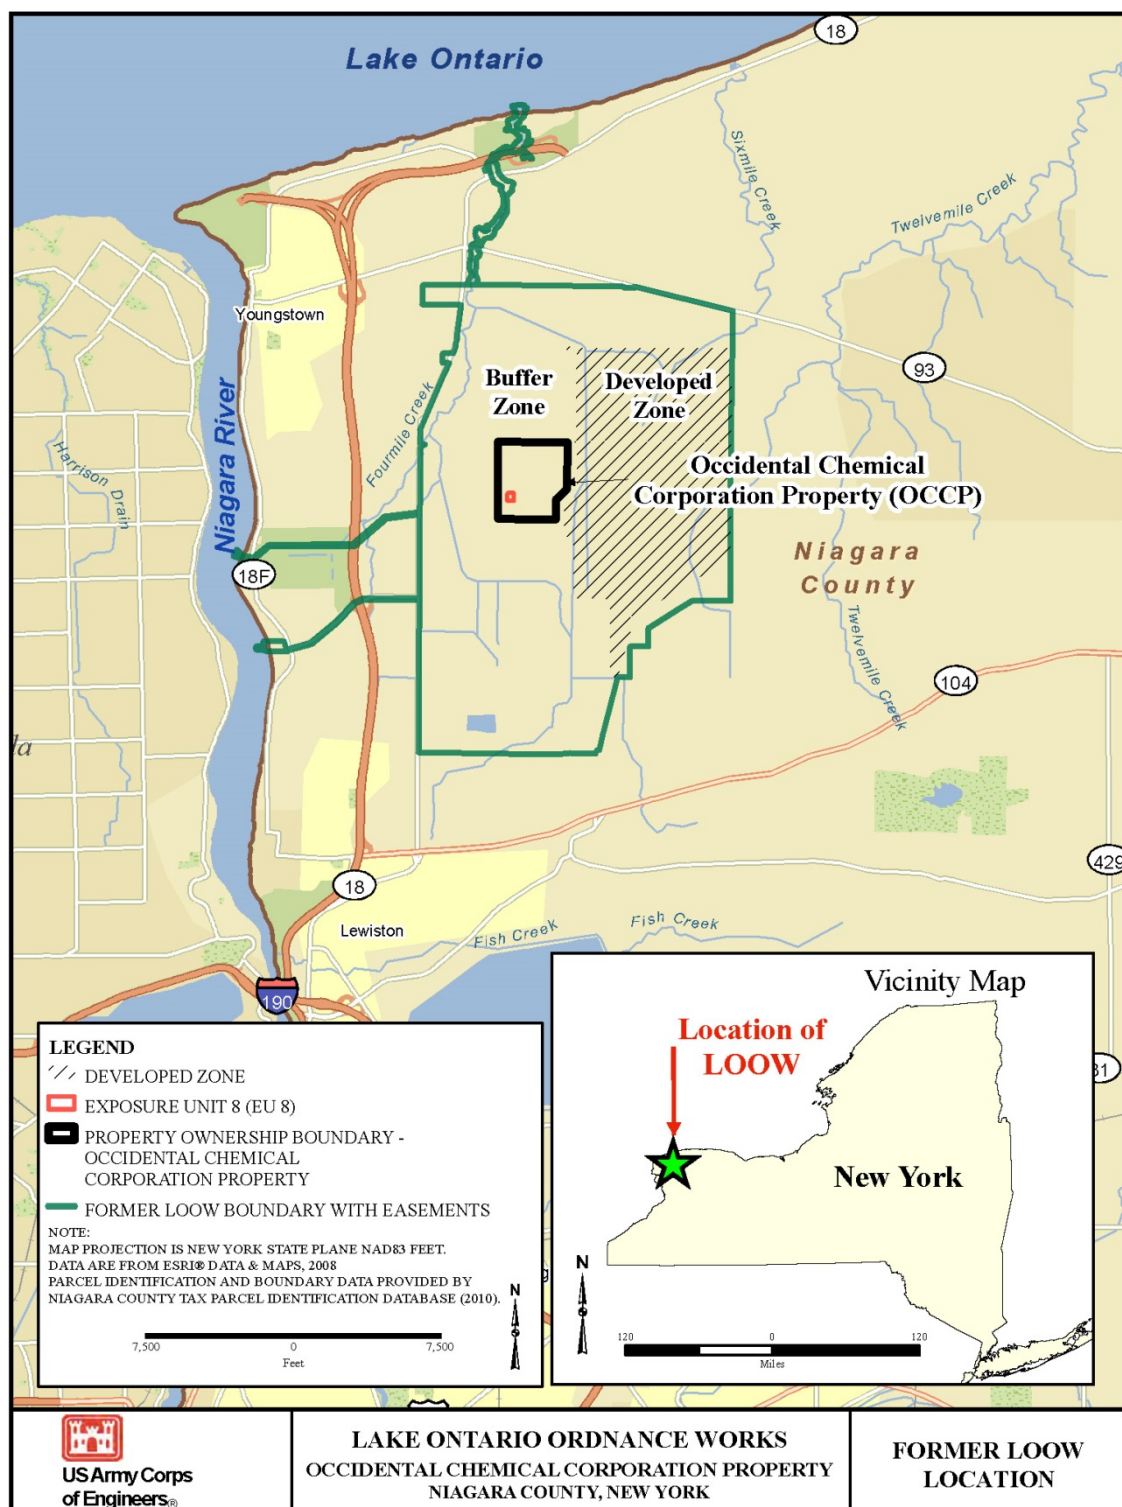 18
Lake Ontario
Sixmile Creek
Twelvemile Creek
Youngstown
Buffer
Zone
Developed
Zone
93
Fourmile Creek
Harrison Drain
Niagara River
Occidental Chemical
Corporation Property (OCCP)
Niagara
County
18F
Twelvemile Creek
104
429
18
Lewiston
Fish Creek
Fish Creek
190
Vicinity Map
Location of
LOOW
New York
N
120
0
120
Miles
LEGEND
DEVELOPED ZONE
EXPOSURE UNIT 8 (EU 8)
PROPERTY OWNERSHIP BOUNDARY -
OCCIDENTAL CHEMICAL
CORPORATION PROPERTY
FORMER LOOW BOUNDARY WITH EASEMENTS
NOTE:
MAP PROJECTION IS NEW YORK STATE PLANE NAD83 FEET.
DATA ARE FROM ESRI® DATA & MAPS, 2008
PARCEL IDENTIFICATION AND BOUNDARY DATA PROVIDED BY
NIAGARA COUNTY TAX PARCEL IDENTIFICATION DATABASE (2010).
N
7,500
0
7,500
Feet
US Army Corps
of Engineers®
LAKE ONTARIO ORDNANCE WORKS
OCCIDENTAL CHEMICAL CORPORATION PROPERTY
NIAGARA COUNTY, NEW YORK
FORMER LOOW
LOCATION